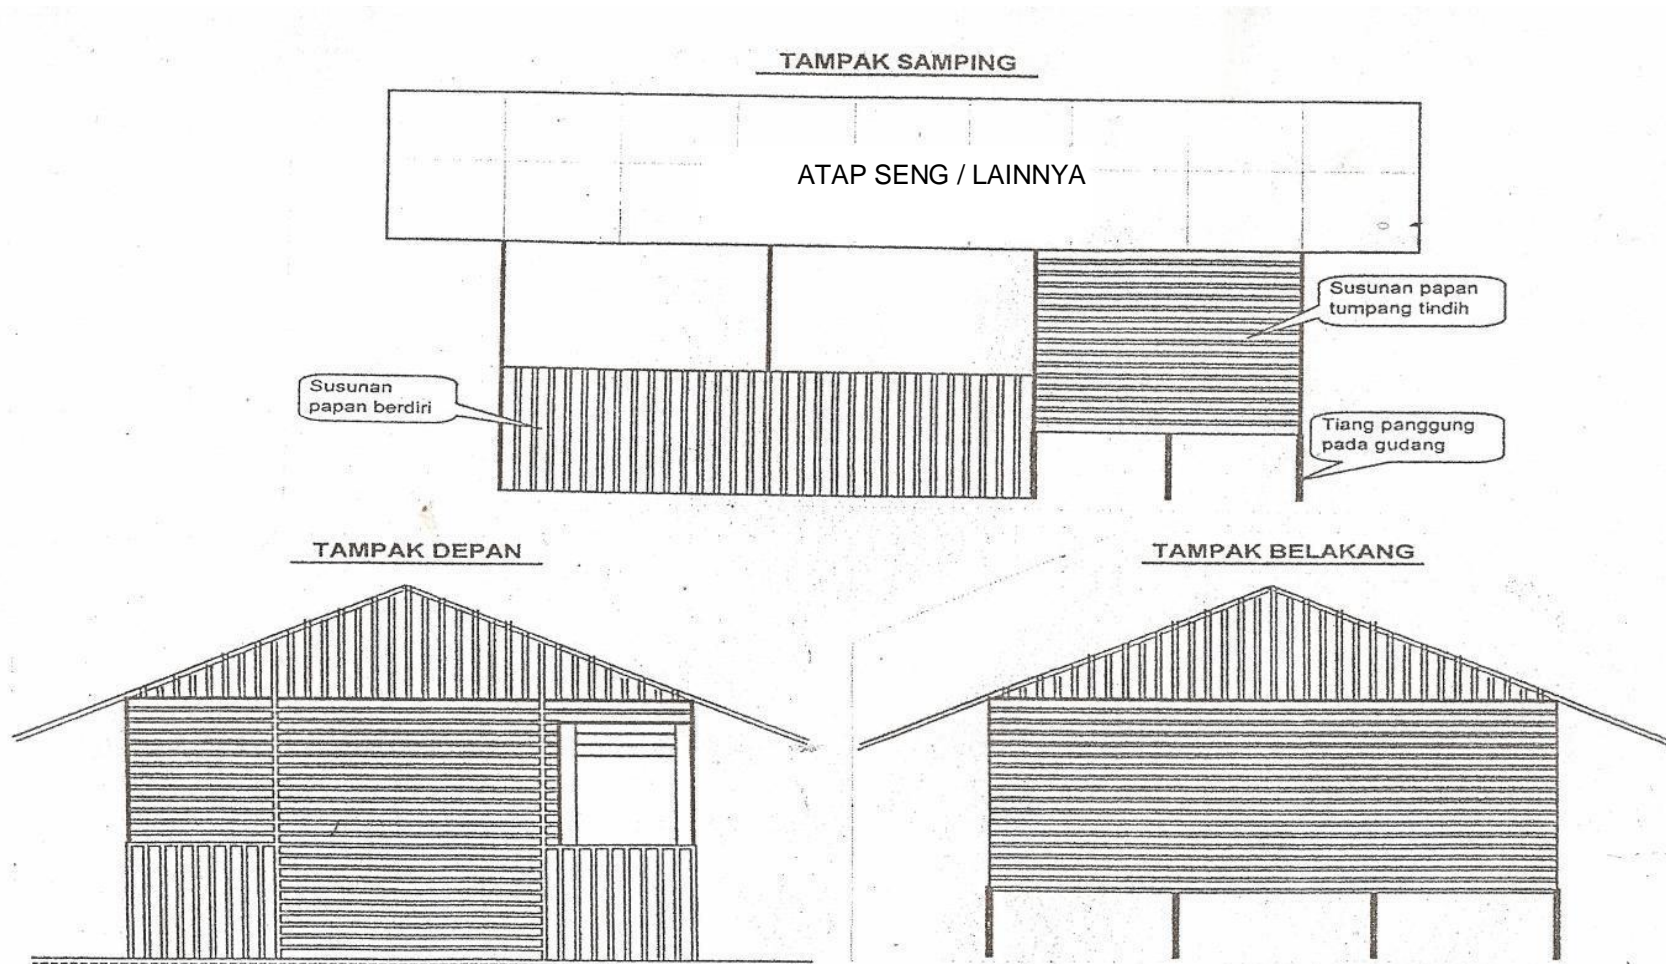 TAMPAK SAMPING
ATAP SENG / LAINNYA
Susunan papan
tumpang tindih
Susunan
papan berdiri
Tiang panggung
pada gudang
TAMPAK DEPAN
TAMPAK BELAKANG